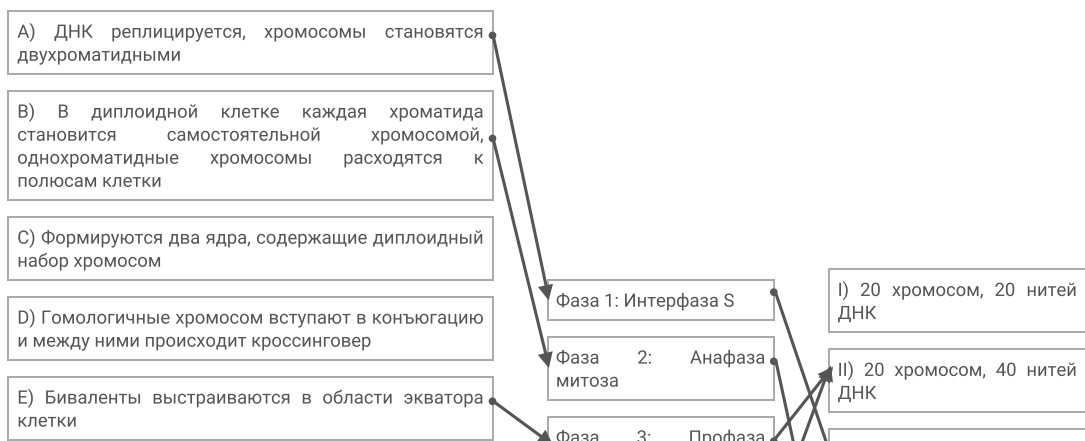 А) ДНК реплицируется, хромосомы становятся
двухроматидными
В) В диплоидной клетке каждая хроматида
становится самостоятельной хромосомой,
однохроматидные хромосомы расходятся к
полюсам клетки
С) Формируются два ядра, содержащие диплоидный
набор хромосом
D) Гомологичные хромосом вступают в конъюгацию
и между ними происходит кроссинговер
Е) Биваленты выстраиваются в области экватора
клетки
Фаза 1: Интерфаза S
Фаза 2: Анафаза
митоза
Фаза 3: Профаза
I) 20 хромосом, 20 нитей
ДНК
II) 20 хромосом, 40 нитей
ДНК